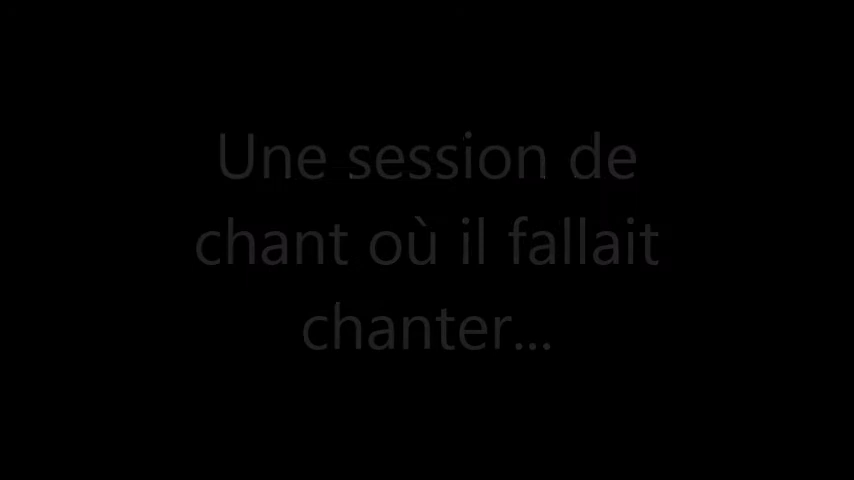 Une session de
chant où il fallait
chanter...